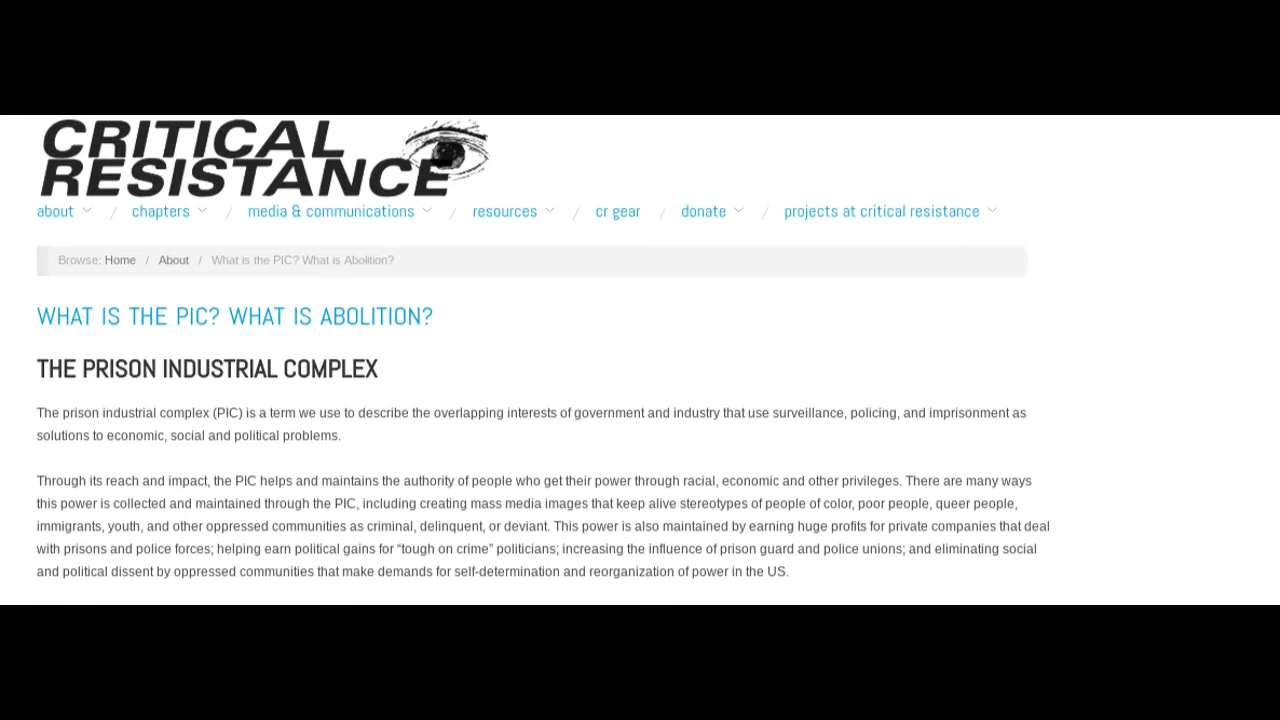 CRITICAL
RESISTANCE
about / chapters / media & communications / resources / cr gear / donate / projects at critical resistance
Browse: Home / About / What is the PIC? What is Abolition?
WHAT IS THE PIC? WHAT IS ABOLITION?
THE PRISON INDUSTRIAL COMPLEX
The prison industrial complex (PIC) is a term we use to describe the overlapping interests of government and industry that use surveillance, policing, and imprisonment as
solutions to economic, social and political problems.
Through its reach and impact, the PIC helps and maintains the authority of people who get their power through racial, economic and other privileges. There are many ways
this power is collected and maintained through the PIC, including creating mass media images that keep alive stereotypes of people of color, poor people, queer people,
immigrants, youth, and other oppressed communities as criminal, delinquent, or deviant. This power is also maintained by earning huge profits for private companies that deal
with prisons and police forces; helping earn political gains for “tough on crime” politicians; increasing the influence of prison guard and police unions; and eliminating social
and political dissent by oppressed communities that make demands for self-determination and reorganization of power in the US.